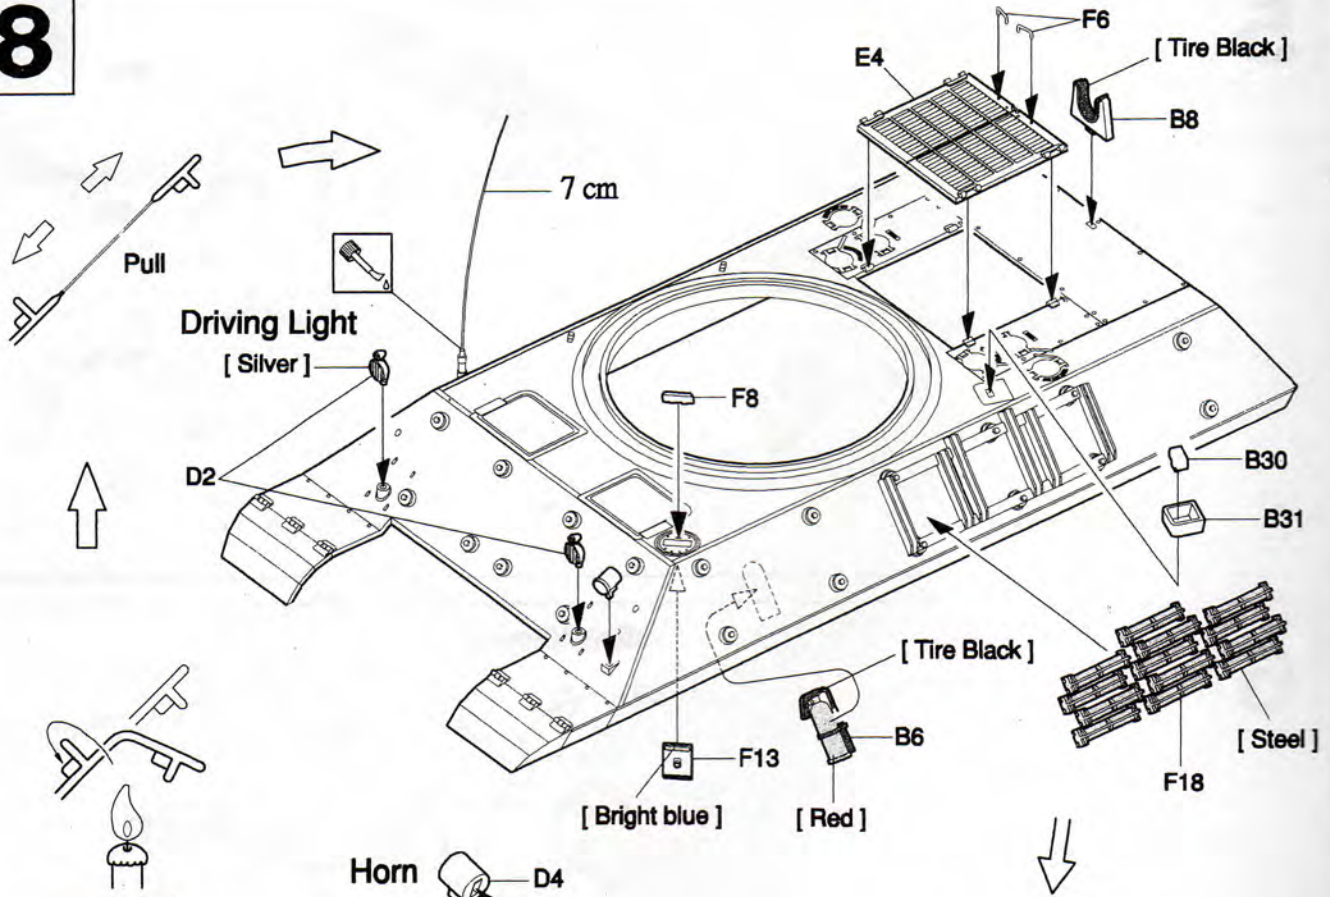 8
F6
[ Tire Black ]
E4
B8
7 cm
Pull
Driving Light
[ Silver ]
F8
D2
B30
B31
[ Tire Black ]
B6
[ Steel ]
F13
F18
[ Bright blue ]
[ Red ]
Horn
D4